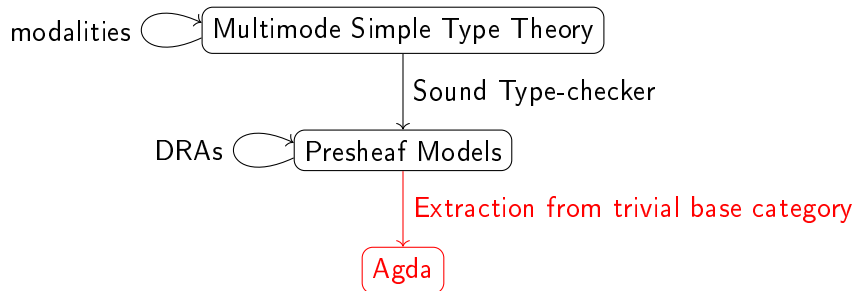 modalities
Multimode Simple Type Theory
Sound Type-checker
DRAs
Presheaf Models
Extraction from trivial base category
Agda